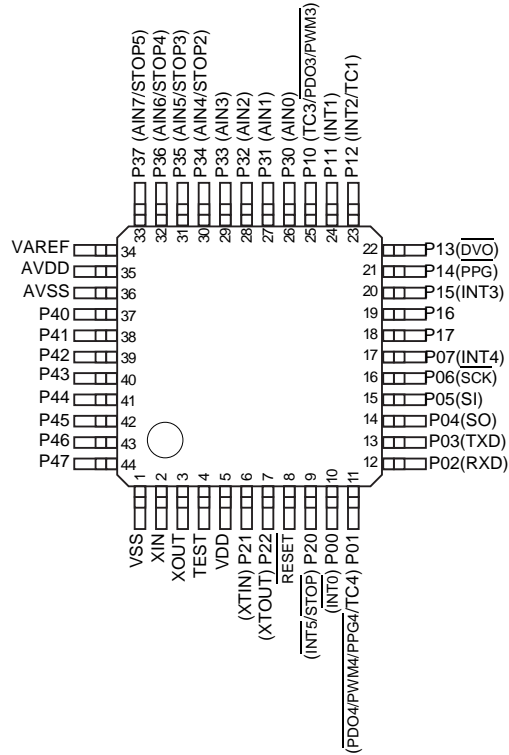 P37 (AIN7/STOP5)
P36 (AIN6/STOP4)
P35 (AIN5/STOP3)
P34 (AIN4/STOP2)
P33 (AIN3)
P32 (AIN2)
P31 (AIN1)
P30 (AIN0)
P10 (TC3/PDO3/PWM3)
P11 (INT1)
P12 (INT2/TC1)
33
32
31
30
29
28
27
26
25
24
23
VAREF 34
AVDD 35
AVSS 36
P40 37
P41 38
P42 39
P43 40
P44 41
P45 42
P46 43
P47 44
22 P13(DVO)
21 P14(PPG)
20 P15(INT3)
19 P16
18 P17
17 P07(INT4)
16 P06(SCK)
15 P05(SI)
14 P04(SO)
13 P03(TXD)
12 P02(RXD)
1
2
3
4
5
6
7
8
9
10
11
VSS
XIN
XOUT
TEST
VDD
(XTIN) P21
(XTOUT) P22
RESET
(INT5/STOP) P20
(INT0) P00
(PDO4/PWM4/PPG4/TC4) P01